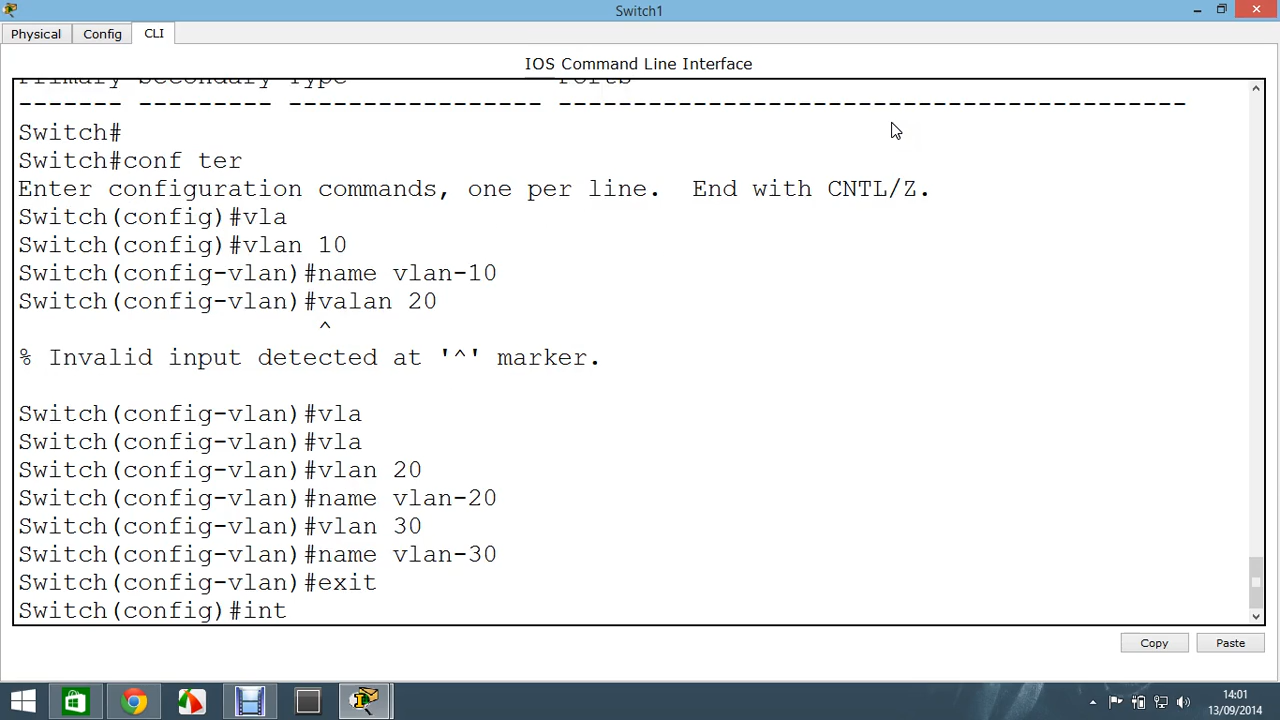 Switch1
Physical Config CLI
IOS Command Line Interface
Primary Secondary Type Ports
------- --------- ----------------- ------------------------------------------
Switch#
Switch#conf ter
Enter configuration commands, one per line.  End with CNTL/Z.
Switch(config)#vla
Switch(config)#vlan 10
Switch(config-vlan)#name vlan-10
Switch(config-vlan)#valan 20
^
% Invalid input detected at '^' marker.
Switch(config-vlan)#vla
Switch(config-vlan)#vla
Switch(config-vlan)#vlan 20
Switch(config-vlan)#name vlan-20
Switch(config-vlan)#vlan 30
Switch(config-vlan)#name vlan-30
Switch(config-vlan)#exit
Switch(config)#int
Copy Paste
14:01
13/09/2014